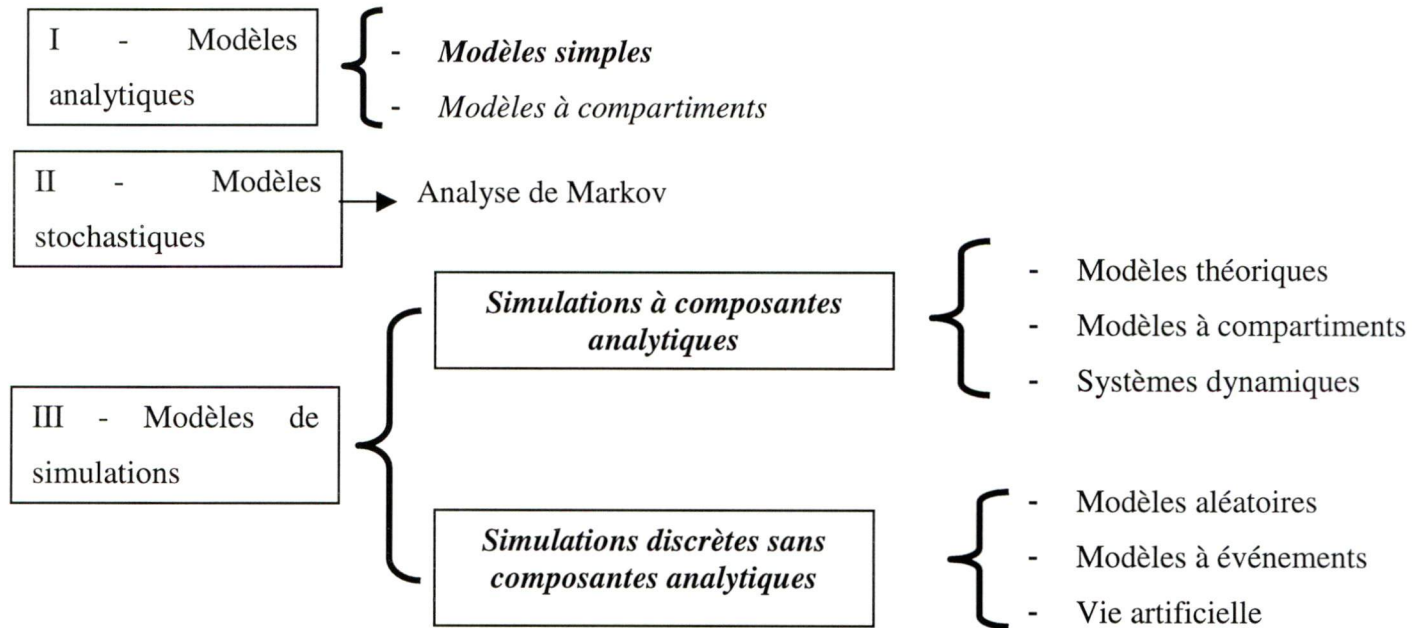 I - Modèles
analytiques
- Modèles simples
- Modèles à compartiments
II - Modèles
stochastiques
Analyse de Markov
III - Modèles de
simulations
Simulations à composantes
analytiques
- Modèles théoriques
- Modèles à compartiments
- Systèmes dynamiques
Simulations discrètes sans
composantes analytiques
- Modèles aléatoires
- Modèles à événements
- Vie artificielle